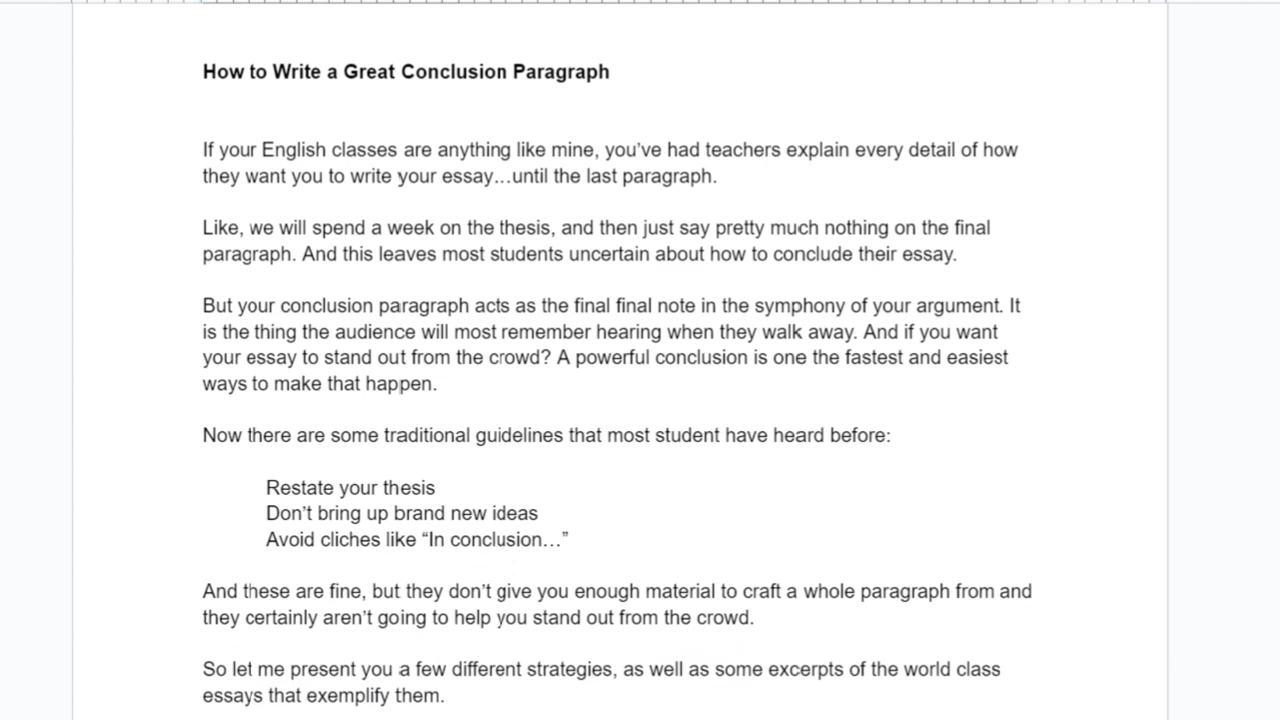 How to Write a Great Conclusion Paragraph
If your English classes are anything like mine, you've had teachers explain every detail of how
they want you to write your essay...until the last paragraph.
Like, we will spend a week on the thesis, and then just say pretty much nothing on the final
paragraph. And this leaves most students uncertain about how to conclude their essay.
But your conclusion paragraph acts as the final final note in the symphony of your argument. It
is the thing the audience will most remember hearing when they walk away. And if you want
your essay to stand out from the crowd? A powerful conclusion is one the fastest and easiest
ways to make that happen.
Now there are some traditional guidelines that most student have heard before:
Restate your thesis
Don't bring up brand new ideas
Avoid cliches like “In conclusion...”
And these are fine, but they don't give you enough material to craft a whole paragraph from and
they certainly aren't going to help you stand out from the crowd.
So let me present you a few different strategies, as well as some excerpts of the world class
essays that exemplify them.